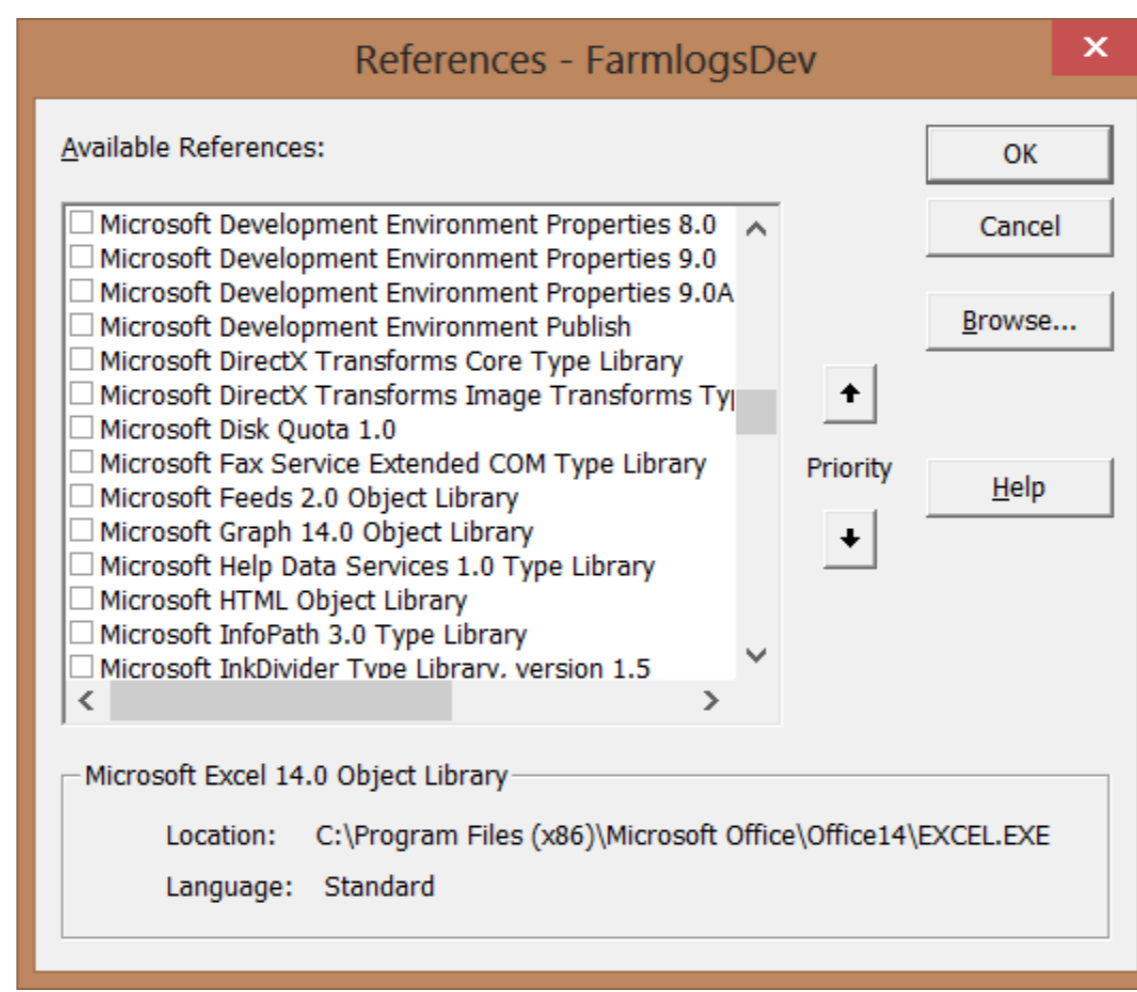 References - FarmlogsDev
Available References:
OK
Cancel
Browse...
Priority
Help
Microsoft Development Environment Properties 8.0
Microsoft Development Environment Properties 9.0
Microsoft Development Environment Properties 9.0A
Microsoft Development Environment Publish
Microsoft DirectX Transforms Core Type Library
Microsoft DirectX Transforms Image Transforms Ty
Microsoft Disk Quota 1.0
Microsoft Fax Service Extended COM Type Library
Microsoft Feeds 2.0 Object Library
Microsoft Graph 14.0 Object Library
Microsoft Help Data Services 1.0 Type Library
Microsoft HTML Object Library
Microsoft InfoPath 3.0 Type Library
Microsoft InkDivider Type Library, version 1.5
Microsoft Excel 14.0 Object Library
Location: C:\Program Files (x86)\Microsoft Office\Office14\EXCEL.EXE
Language: Standard